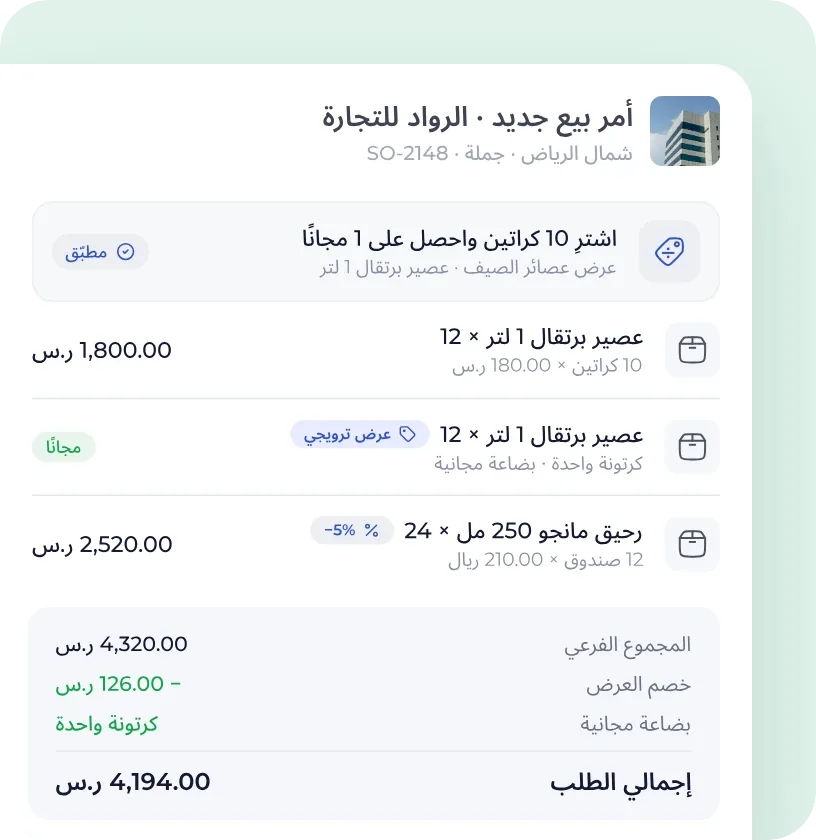 أمر بيع جديد · الرواد للتجارة
شمال الرياض · جملة · SO-2148
اشترِ 10 كراتين واحصل على 1 مجانًا
عرض عصائر الصيف · عصير برتقال 1 لتر
مطبّق
عصير برتقال 1 لتر × 12
10 كراتين × 180.00 ر.س
1,800.00 ر.س
عصير برتقال 1 لتر × 12
عرض ترويجي
كرتونة واحدة · بضاعة مجانية
مجانًا
رحيق مانجو 250 مل × 24
% −5%
12 صندوق × 210.00 ريال
2,520.00 ر.س
المجموع الفرعي 4,320.00 ر.س
خصم العرض − 126.00 ر.س
بضاعة مجانية كرتونة واحدة
إجمالي الطلب 4,194.00 ر.س